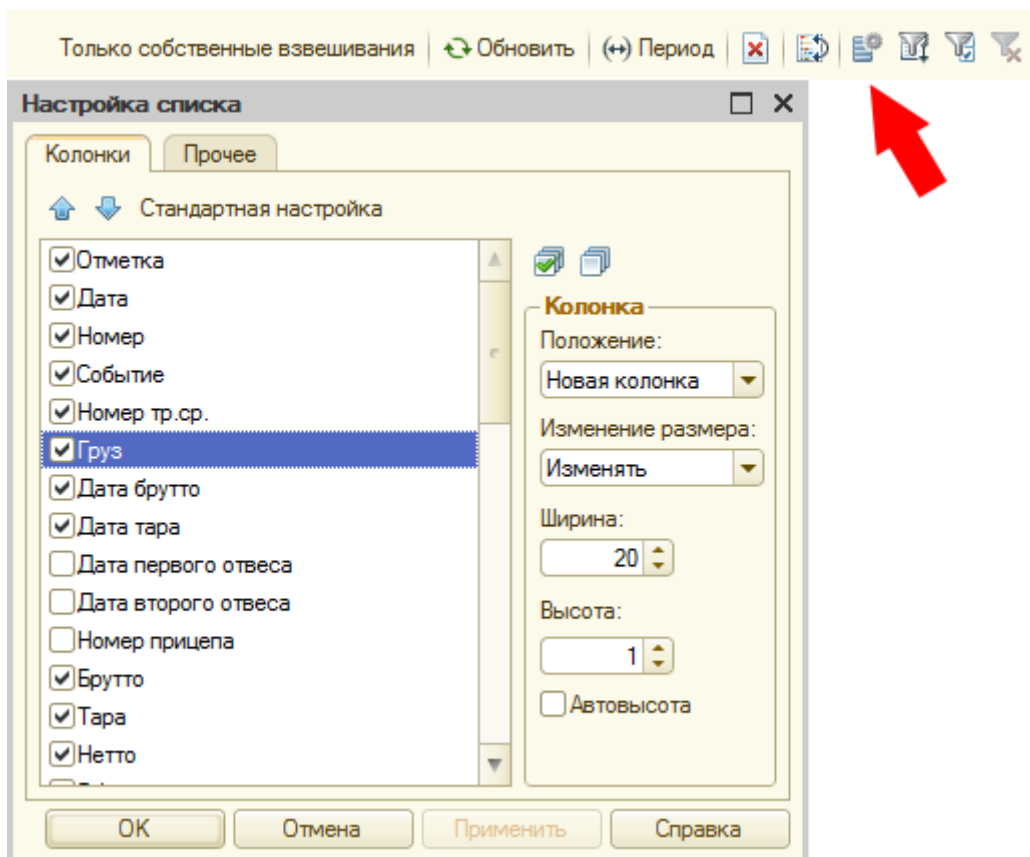 Только собственные взвешивания Обновить Период
Настройка списка
Колонки Прочее
Стандартная настройка
Отметка
Дата
Номер
Событие
Номер тр.ср.
Груз
Дата брутто
Дата тара
Дата первого отвеса
Дата второго отвеса
Номер прицепа
Брутто
Тара
Нетто
Колонка
Положение:
Новая колонка
Изменение размера:
Изменять
Ширина:
20
Высота:
1
Автовысота
ОК Отмена Применить Справка